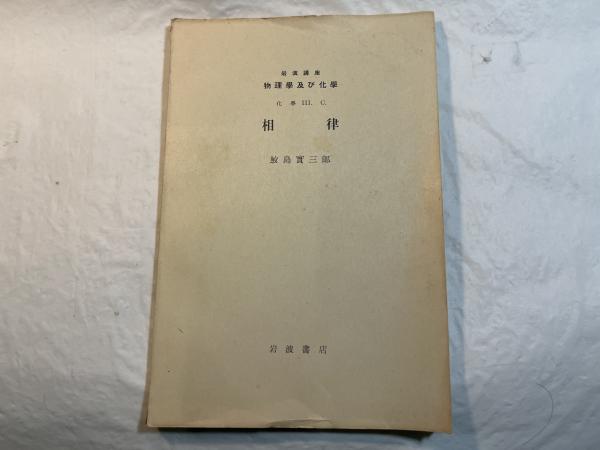 岩波講座
物理學及び化學
化學 III. C.
相律
鮫島實三郎
岩波書店